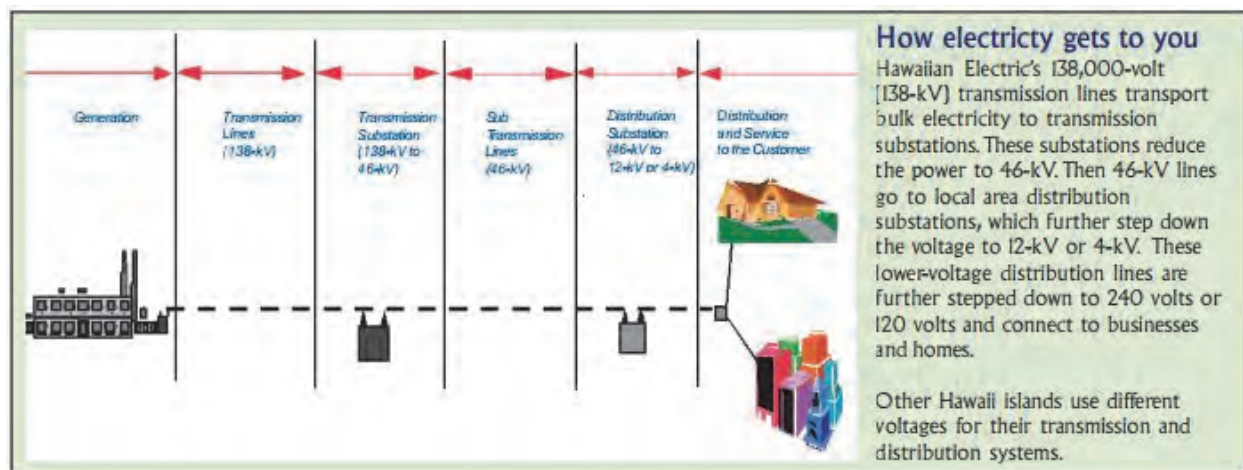 Generation
Transmission
Lines
(138-kV)
Transmission
Substation
(138-kV to
46-kV)
Sub
Transmission
Lines
(46-kV)
Distribution
Substation
(46-kV to
12-kV or 4-kV)
Distribution
and Service
to the Customer
How electricty gets to you
Hawaiian Electric's 138,000-volt
(138-kV) transmission lines transport
bulk electricity to transmission
substations. These substations reduce
the power to 46-kV. Then 46-kV lines
go to local area distribution
substations, which further step down
the voltage to 12-kV or 4-kV. These
lower-voltage distribution lines are
further stepped down to 240 volts or
120 volts and connect to businesses
and homes.
Other Hawaii islands use different
voltages for their transmission and
distribution systems.